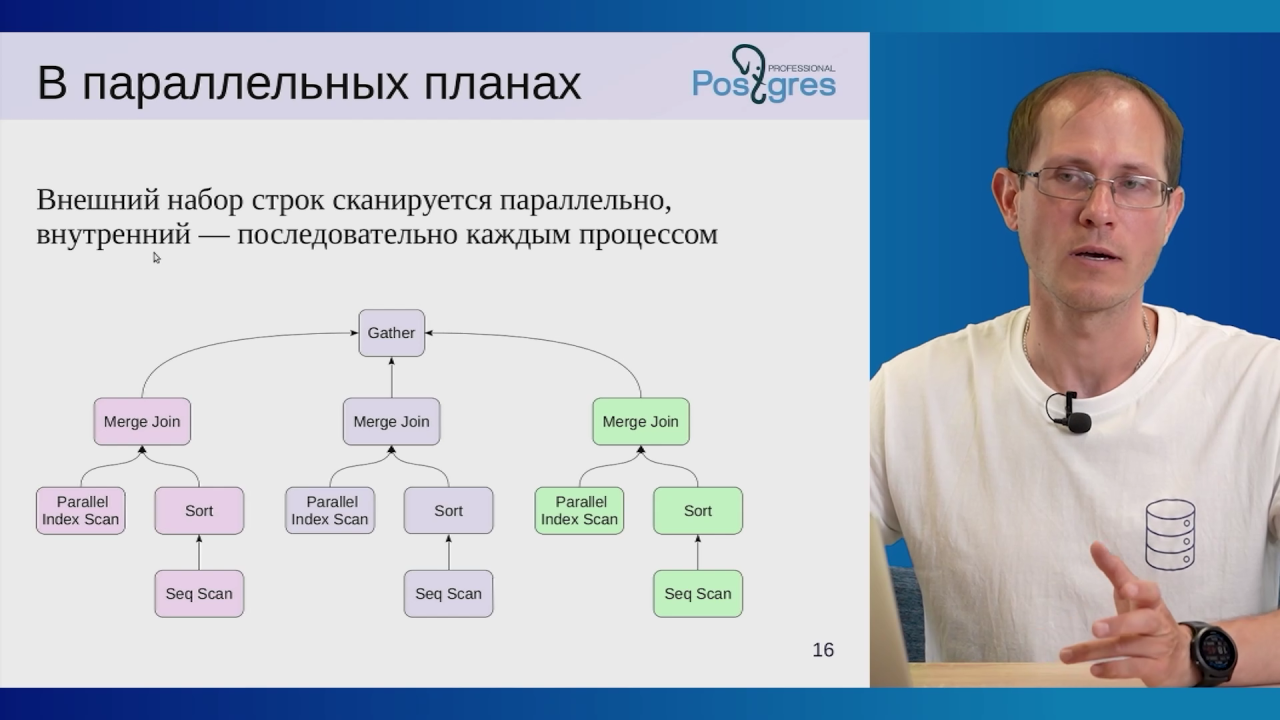 В параллельных планах
PROFESSIONAL
Postgres
Внешний набор строк сканируется параллельно,
внутренний — последовательно каждым процессом
Gather
Merge Join
Merge Join
Merge Join
Parallel
Index Scan
Sort
Parallel
Index Scan
Sort
Parallel
Index Scan
Sort
Seq Scan
Seq Scan
Seq Scan
16